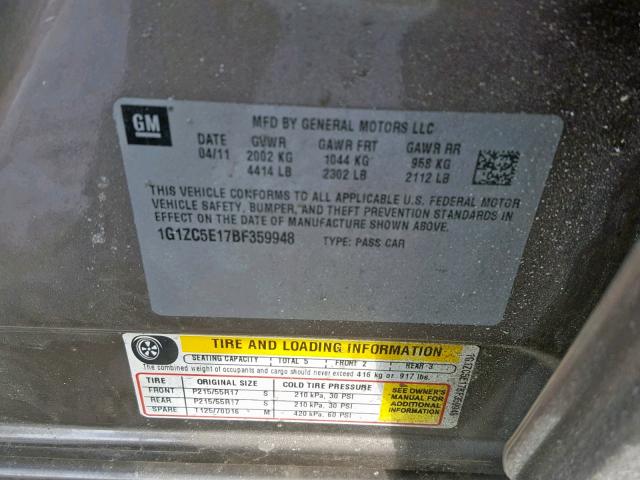 GM
MFD BY GENERAL MOTORS LLC
DATE GVWR GAWR FRT GAWR RR
04/11 2002 KG 1044 KG 958 KG
4414 LB 2302 LB 2112 LB
THIS VEHICLE CONFORMS TO ALL APPLICABLE U.S. FEDERAL MOTOR
VEHICLE SAFETY, BUMPER, AND THEFT PREVENTION STANDARDS IN
EFFECT ON THE DATE OF MANUFACTURE SHOWN ABOVE.
1G1ZC5E17BF359948 TYPE: PASS CAR
TIRE AND LOADING INFORMATION
SEATING CAPACITY TOTAL 5 FRONT 2 REAR 3
The combined weight of occupants and cargo should never exceed 416 kg or 917 lbs.
TIRE ORIGINAL SIZE COLD TIRE PRESSURE
FRONT P215/55R17 S 210 kPa, 30 PSI
REAR P215/55R17 S 210 kPa, 30 PSI
SPARE T125/70D16 M 420 kPa, 60 PSI
SEE OWNER'S
MANUAL FOR
ADDITIONAL
INFORMATION